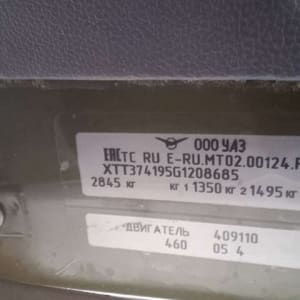 ООО УАЗ
ЕАС ТС RU E-RU.MT02.00124.P
XTT374195G1208685
2845 кг кг 1 1350 кг 2 1495 кг
ДВИГАТЕЛЬ 409110
460 05 4